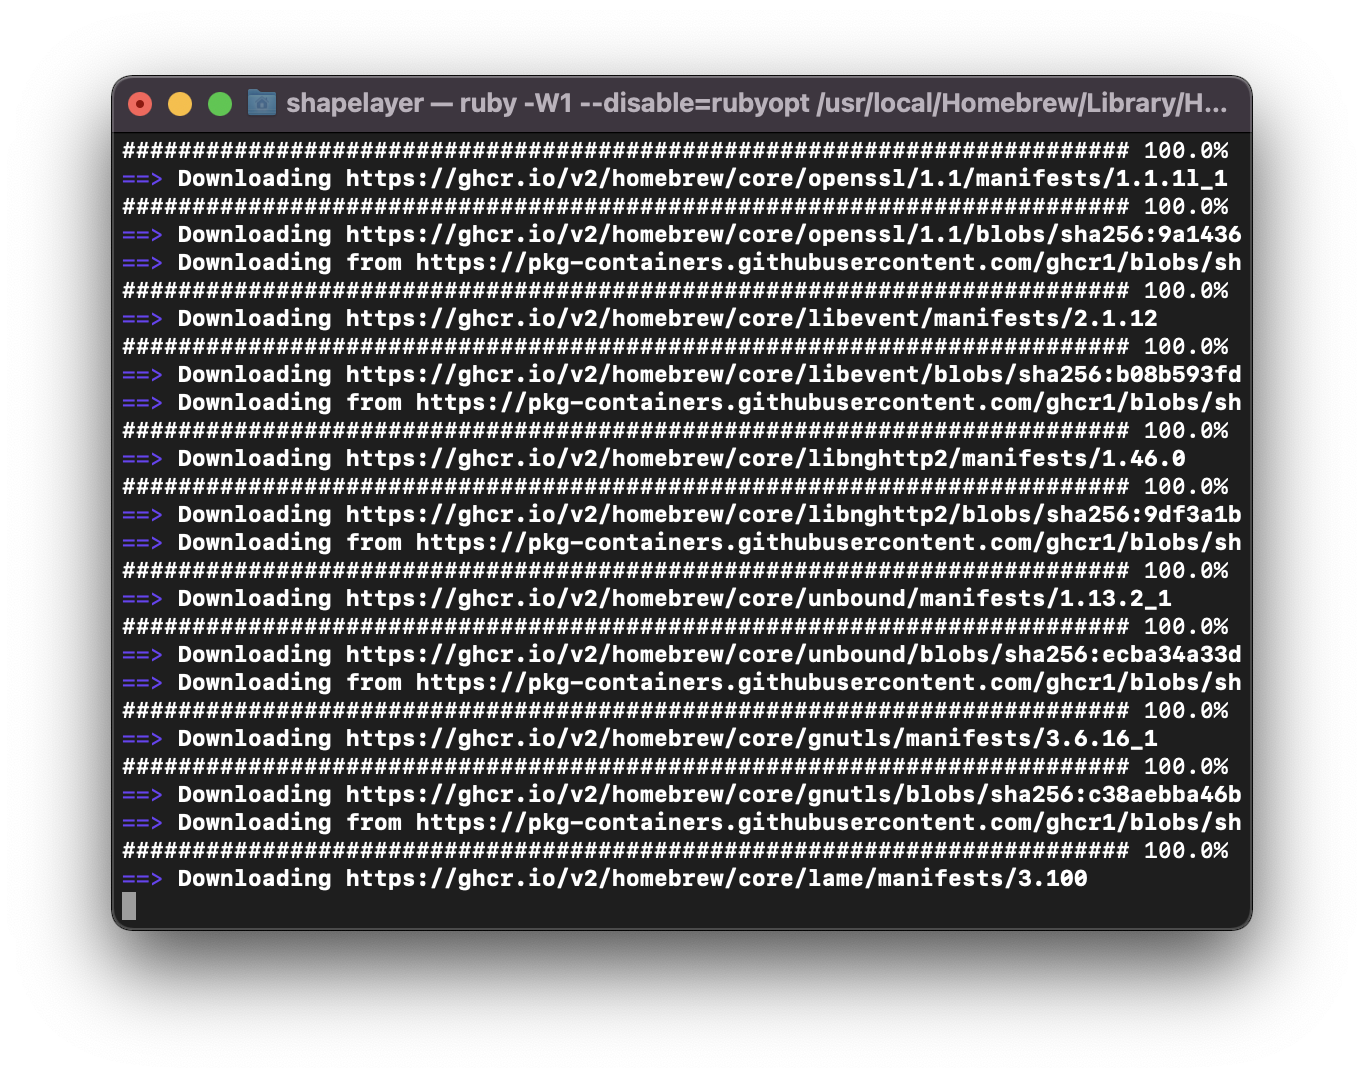 shapelayer — ruby -W1 --disable=rubyopt /usr/local/Homebrew/Library/H...
######################################################################## 100.0%
==> Downloading https://ghcr.io/v2/homebrew/core/openssl/1.1/manifests/1.1.1l_1
######################################################################## 100.0%
==> Downloading https://ghcr.io/v2/homebrew/core/openssl/1.1/blobs/sha256:9a1436
==> Downloading from https://pkg-containers.githubusercontent.com/ghcr1/blobs/sh
######################################################################## 100.0%
==> Downloading https://ghcr.io/v2/homebrew/core/libevent/manifests/2.1.12
######################################################################## 100.0%
==> Downloading https://ghcr.io/v2/homebrew/core/libevent/blobs/sha256:b08b593fd
==> Downloading from https://pkg-containers.githubusercontent.com/ghcr1/blobs/sh
######################################################################## 100.0%
==> Downloading https://ghcr.io/v2/homebrew/core/libnghttp2/manifests/1.46.0
######################################################################## 100.0%
==> Downloading https://ghcr.io/v2/homebrew/core/libnghttp2/blobs/sha256:9df3a1b
==> Downloading from https://pkg-containers.githubusercontent.com/ghcr1/blobs/sh
######################################################################## 100.0%
==> Downloading https://ghcr.io/v2/homebrew/core/unbound/manifests/1.13.2_1
######################################################################## 100.0%
==> Downloading https://ghcr.io/v2/homebrew/core/unbound/blobs/sha256:ecba34a33d
==> Downloading from https://pkg-containers.githubusercontent.com/ghcr1/blobs/sh
######################################################################## 100.0%
==> Downloading https://ghcr.io/v2/homebrew/core/gnutls/manifests/3.6.16_1
######################################################################## 100.0%
==> Downloading https://ghcr.io/v2/homebrew/core/gnutls/blobs/sha256:c38aebba46b
==> Downloading from https://pkg-containers.githubusercontent.com/ghcr1/blobs/sh
######################################################################## 100.0%
==> Downloading https://ghcr.io/v2/homebrew/core/lame/manifests/3.100